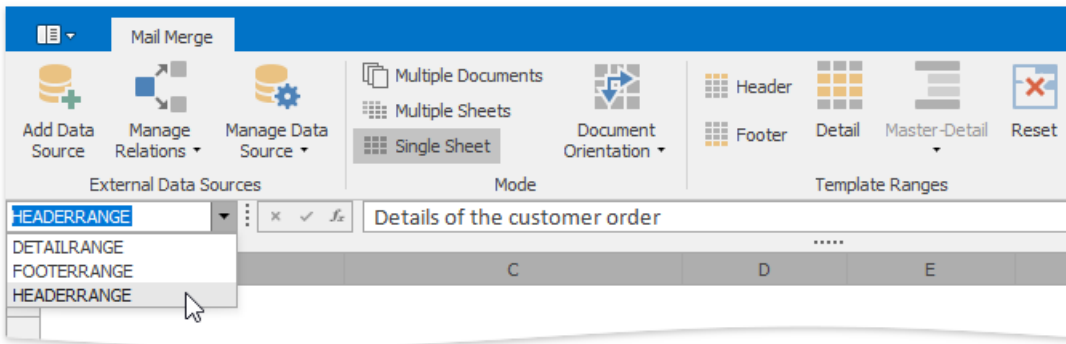 Mail Merge
Multiple Documents
Multiple Sheets
Single Sheet
Add Data Source
Manage Relations
Manage Data Source
Document Orientation
Header
Footer
Detail
Master-Detail
Reset
External Data Sources
Mode
Template Ranges
HEADERRANGE
fx
Details of the customer order
DETAILRANGE
FOOTERRANGE
HEADERRANGE
C
D
E